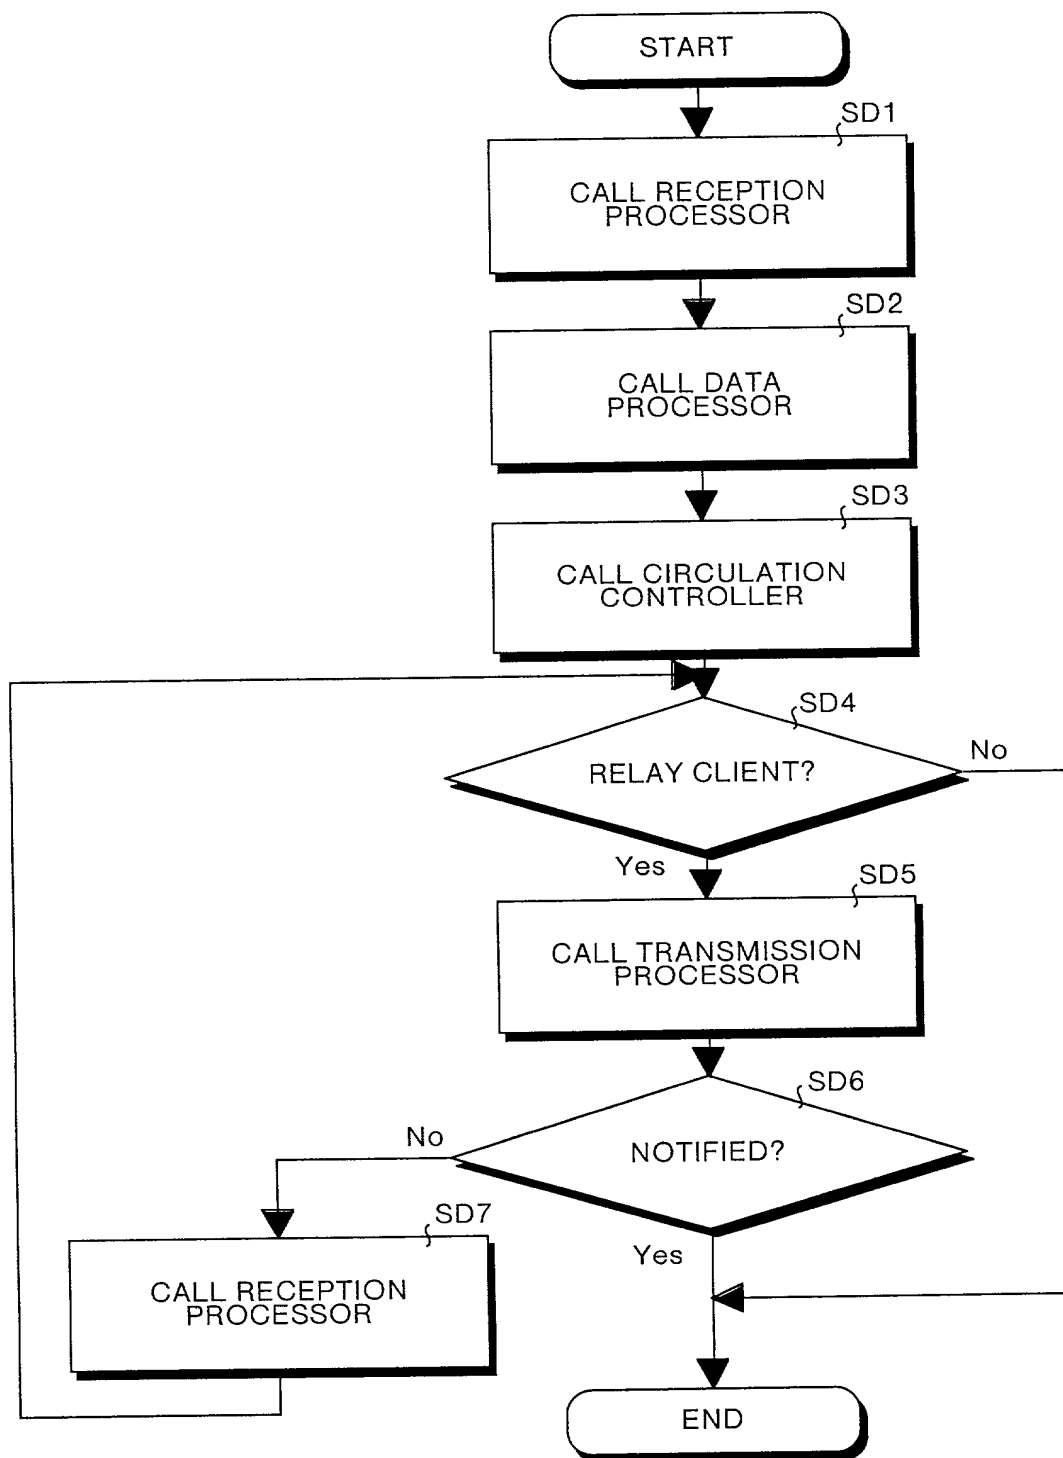 START
SD1
CALL RECEPTION
PROCESSOR
SD2
CALL DATA
PROCESSOR
SD3
CALL CIRCULATION
CONTROLLER
SD4
RELAY CLIENT?
No
Yes
SD5
CALL TRANSMISSION
PROCESSOR
SD6
NOTIFIED?
No
Yes
SD7
CALL RECEPTION
PROCESSOR
END